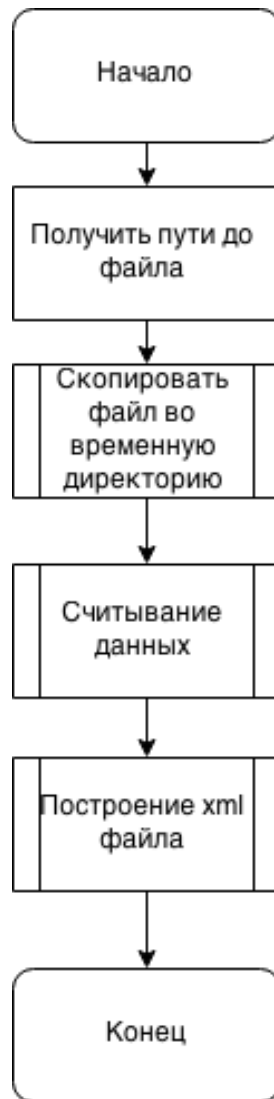 Начало
Получить пути до
файла
Скопировать
файл во
временную
директорию
Считывание
данных
Построение xml
файла
Конец